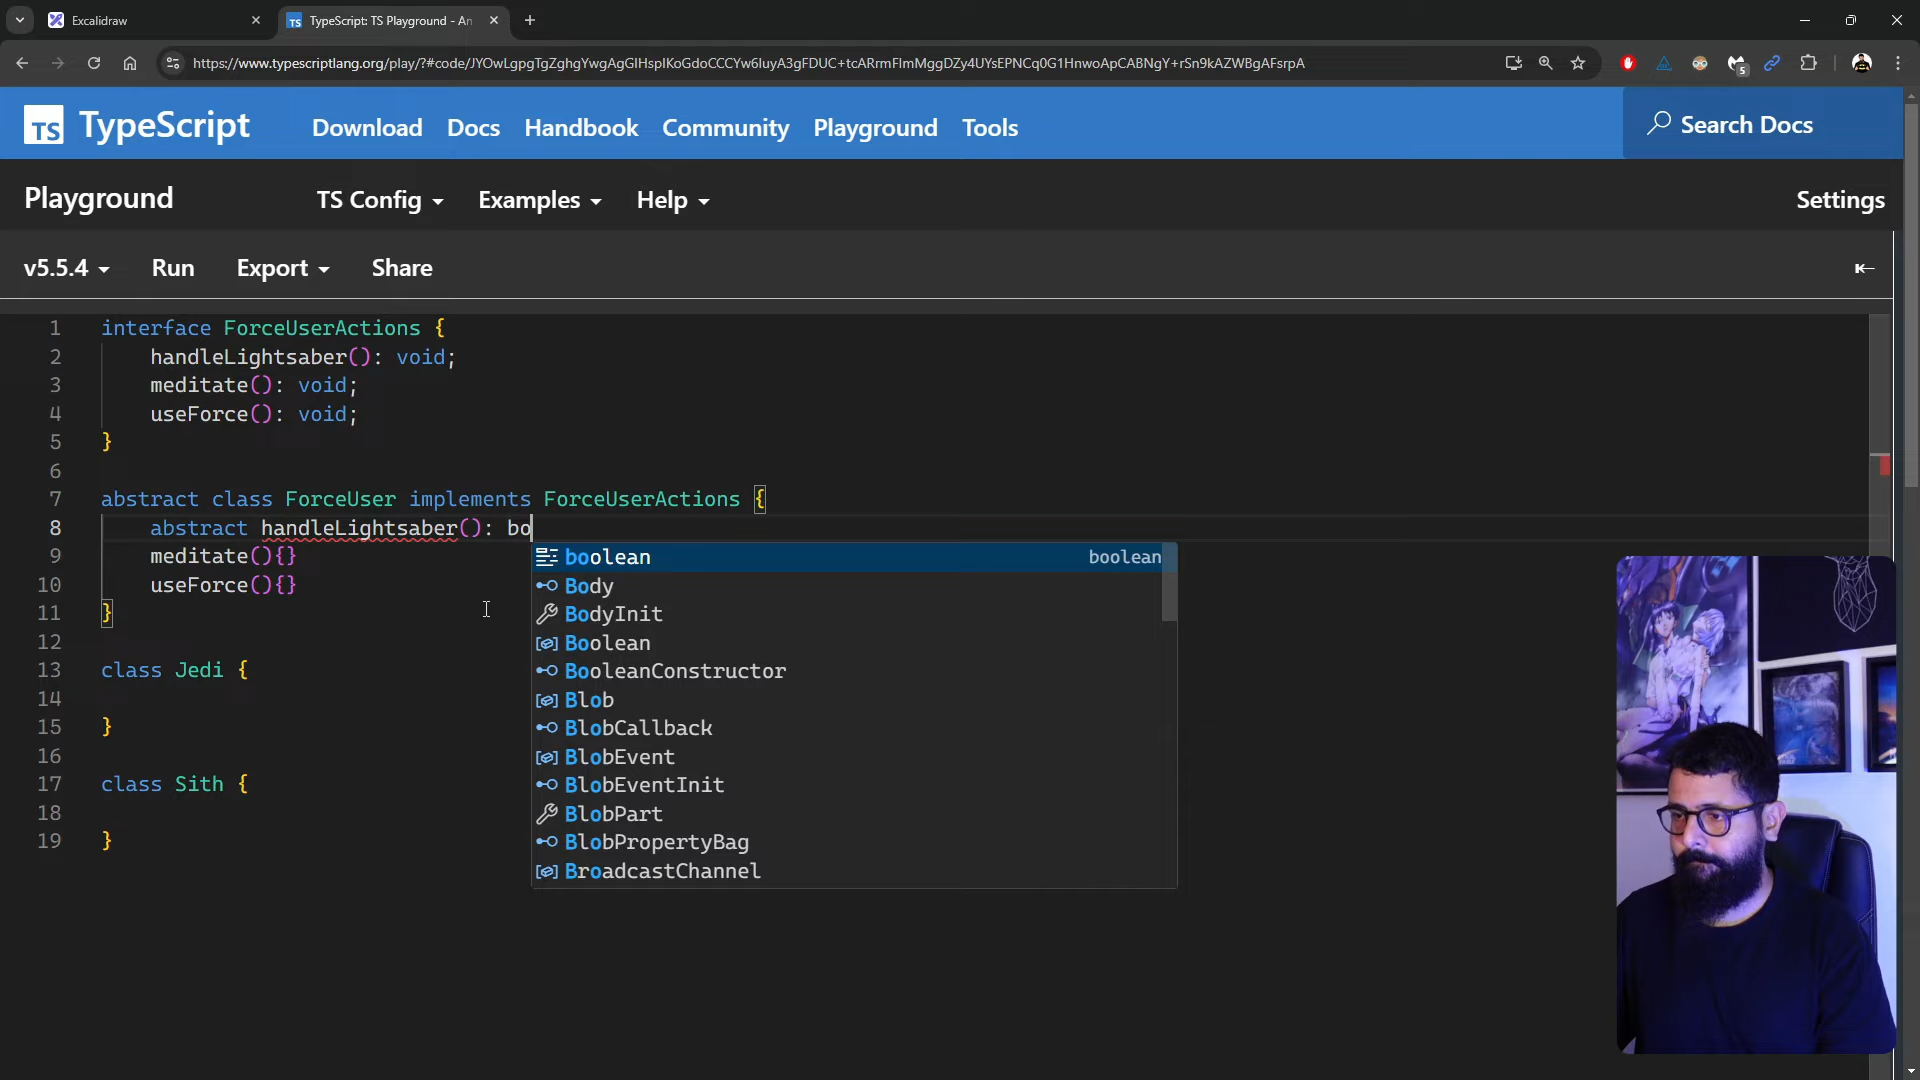 Excalidraw
TS TypeScript: TS Playground - An
https://www.typescriptlang.org/play/?#code/JYOwLgpgTgZghgYwgAgGIHsplKoGdoCCCYw6luyA3gFDUC+tcARrmFlmMggDZy4UYsEPNCq0G1HnwoApCABNgY+rSn9kAZWBgAFsrpA
5
TS TypeScript
Download Docs Handbook Community Playground Tools
Search Docs
Playground
TS Config Examples Help
Settings
v5.5.4 Run Export Share
1 interface ForceUserActions {
2 handleLightsaber(): void;
3 meditate(): void;
4 useForce(): void;
5 }
6
7 abstract class ForceUser implements ForceUserActions {
8 abstract handleLightsaber(): bo
9 meditate(){}
10 useForce(){}
11 }
12
13 class Jedi {
14
15 }
16
17 class Sith {
18
19 }
boolean boolean
Body
BodyInit
Boolean
BooleanConstructor
Blob
BlobCallback
BlobEvent
BlobEventInit
BlobPart
BlobPropertyBag
BroadcastChannel